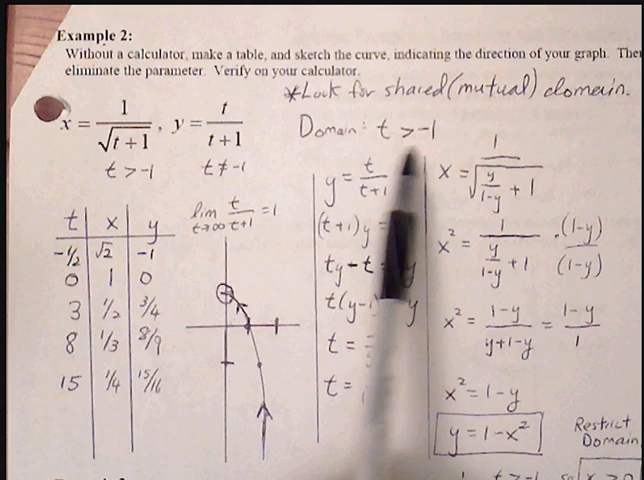 Example 2:
Without a calculator, make a table, and sketch the curve, indicating the direction of your graph.
eliminate the parameter. Verify on your calculator.
*Look for shared (mutual) domain.
x = 1/√(t+1), y = t/(t+1)
Domain: t > -1
t > -1 t ≠ -1
lim t→∞ t/(t+1) = 1
t x y
-1/2 √2 -1
0 1 0
3 1/2 3/4
8 1/3 8/9
15 1/4 15/16
y = t/(t+1)
(t+1)y =
ty - t y
t(y-1) y
t =
t =
x = 1/√(y/(1-y) + 1)
x² = 1/(y/(1-y) + 1) · (1-y)/(1-y)
x² = (1-y)/(y+1-y) = (1-y)/1
x² = 1-y
y = 1-x²
Restrict
Domain
t > -1 x > 0